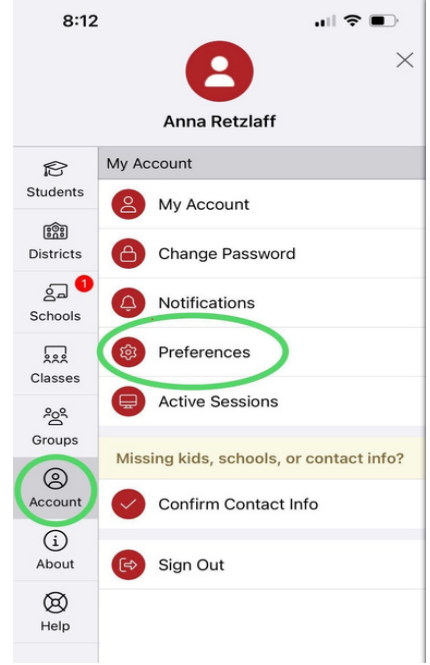 8:12
Anna Retzlaff
My Account
Students
My Account
Districts
Change Password
1
Schools
Notifications
Classes
Preferences
Groups
Active Sessions
Missing kids, schools, or contact info?
Account
Confirm Contact Info
About
Sign Out
Help